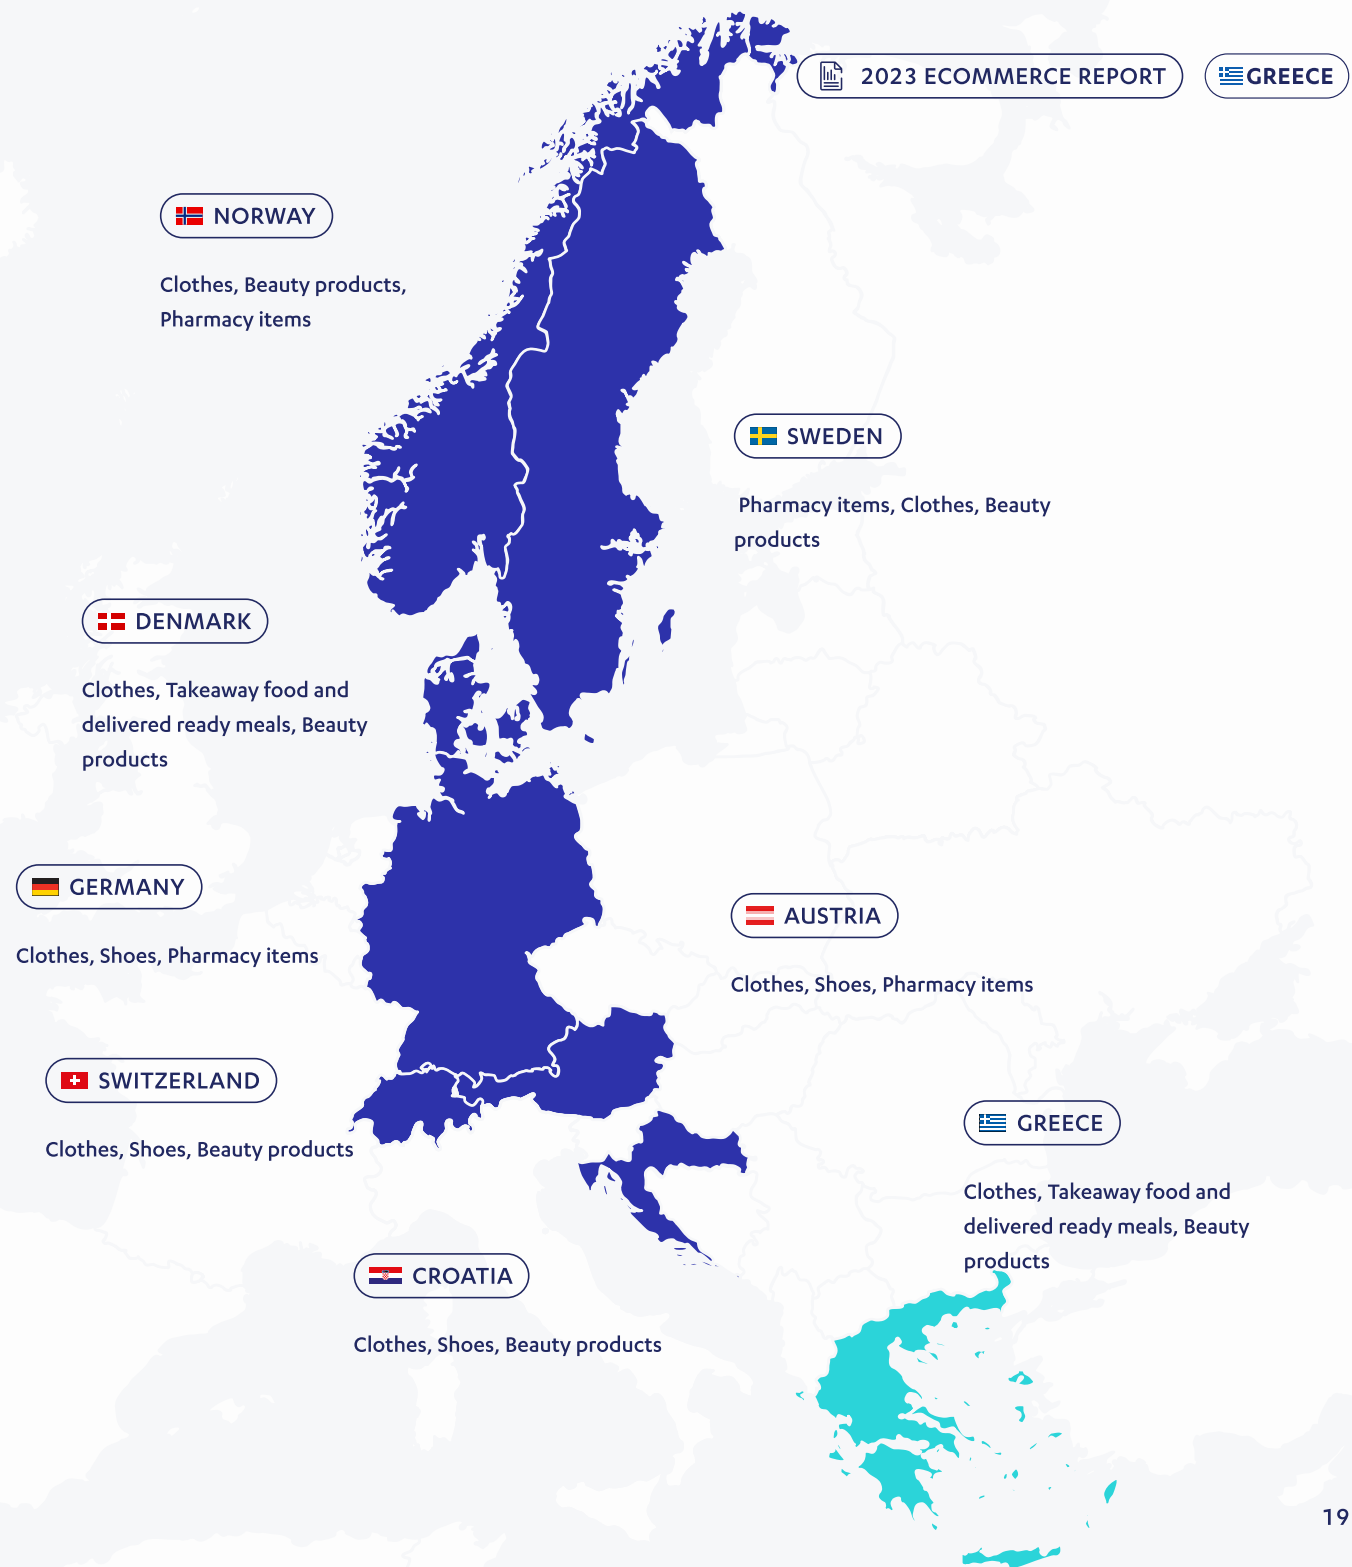 2023 ECOMMERCE REPORT
GREECE
NORWAY
Clothes, Beauty products,
Pharmacy items
SWEDEN
Pharmacy items, Clothes, Beauty
products
DENMARK
Clothes, Takeaway food and
delivered ready meals, Beauty
products
GERMANY
Clothes, Shoes, Pharmacy items
AUSTRIA
Clothes, Shoes, Pharmacy items
SWITZERLAND
Clothes, Shoes, Beauty products
GREECE
Clothes, Takeaway food and
delivered ready meals, Beauty
products
CROATIA
Clothes, Shoes, Beauty products
19